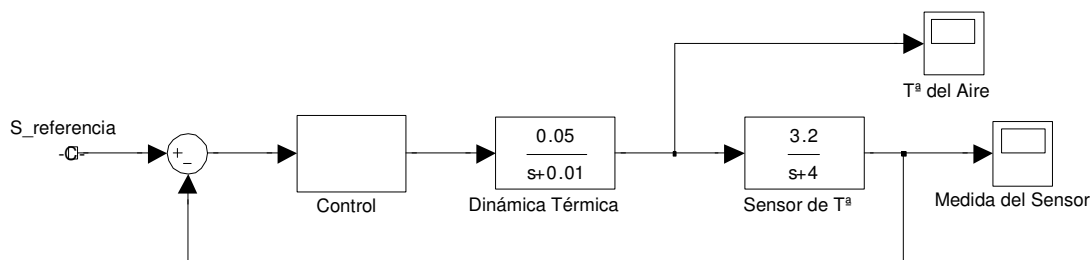 Tª del Aire
S_referencia
-C-
+
-
0.05
s+0.01
3.2
s+4
Control
Dinámica Térmica
Sensor de Tª
Medida del Sensor